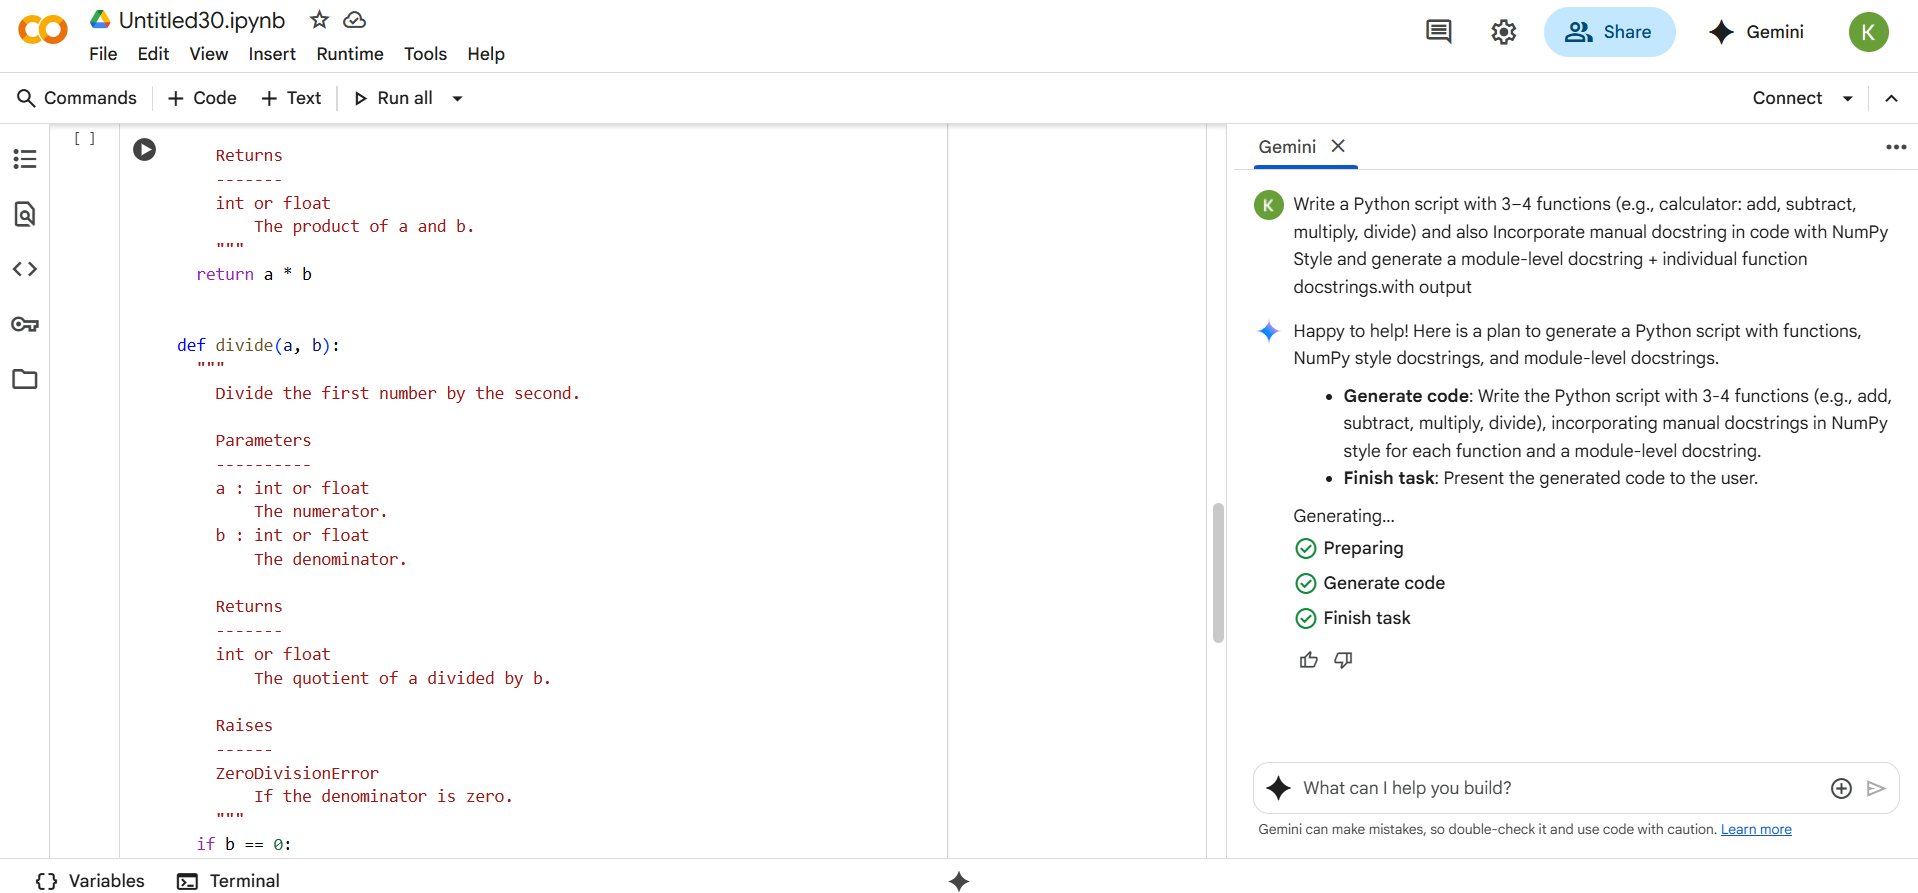 Untitled30.ipynb
File Edit View Insert Runtime Tools Help
Share
Gemini
K
Commands
+ Code + Text
Run all
Connect
[ ]
Returns
-------
int or float
The product of a and b.
"""
return a * b
def divide(a, b):
"""
Divide the first number by the second.
Parameters
----------
a : int or float
The numerator.
b : int or float
The denominator.
Returns
-------
int or float
The quotient of a divided by b.
Raises
------
ZeroDivisionError
If the denominator is zero.
"""
if b == 0:
Gemini
K
Write a Python script with 3–4 functions (e.g., calculator: add, subtract,
multiply, divide) and also Incorporate manual docstring in code with NumPy
Style and generate a module-level docstring + individual function
docstrings.with output
Happy to help! Here is a plan to generate a Python script with functions,
NumPy style docstrings, and module-level docstrings.
• Generate code: Write the Python script with 3-4 functions (e.g., add,
subtract, multiply, divide), incorporating manual docstrings in NumPy
style for each function and a module-level docstring.
• Finish task: Present the generated code to the user.
Generating...
Preparing
Generate code
Finish task
What can I help you build?
Gemini can make mistakes, so double-check it and use code with caution. Learn more
{} Variables
Terminal